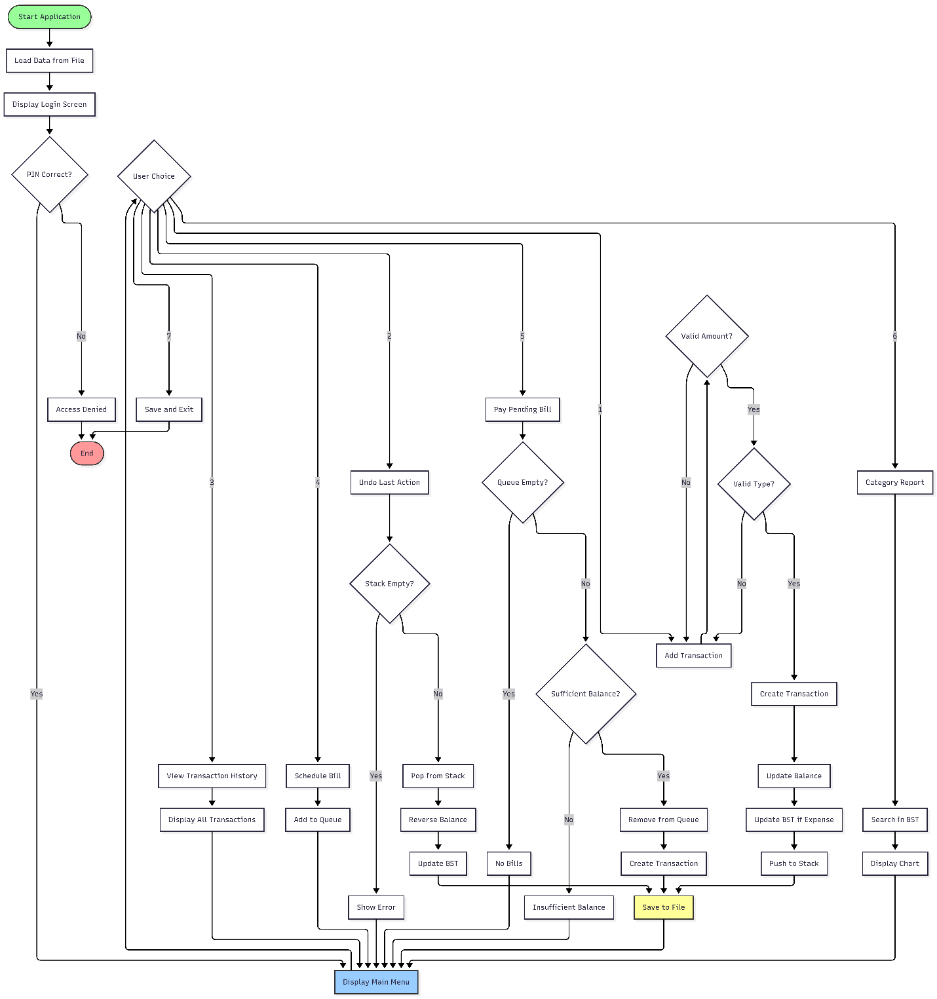 Start Application
Load Data from File
Display Login Screen
PIN Correct?
User Choice
Valid Amount?
No
7
2
5
6
Access Denied
Save and Exit
Pay Pending Bill
1
Yes
End
3
4
Undo Last Action
Queue Empty?
No
Valid Type?
Category Report
Stack Empty?
No
No
Yes
Add Transaction
Yes
No
Yes
Sufficient Balance?
Create Transaction
View Transaction History
Schedule Bill
Yes
Pop from Stack
Yes
Update Balance
Display All Transactions
Add to Queue
Reverse Balance
No
Remove from Queue
Update BST if Expense
Search in BST
Update BST
No Bills
Create Transaction
Push to Stack
Display Chart
Show Error
Insufficient Balance
Save to File
Display Main Menu